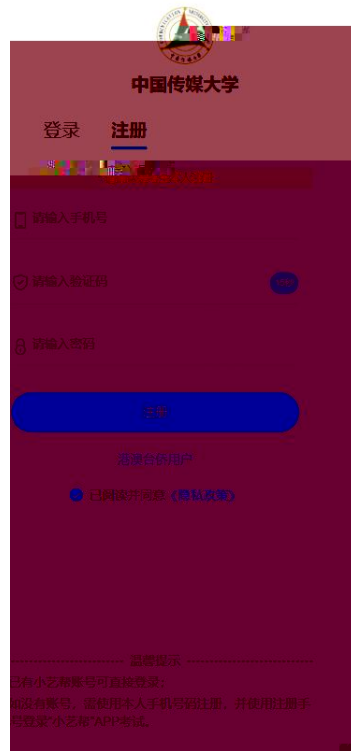 中国传媒大学
登录 注册
请输入手机号
请输入验证码
请输入密码
注册
港澳台侨用户
已阅读并同意《隐私政策》
温馨提示
已有小艺帮账号可直接登录;
如没有账号，需使用本人手机号码注册，并使用注册手
号登录"小艺帮"APP考试。